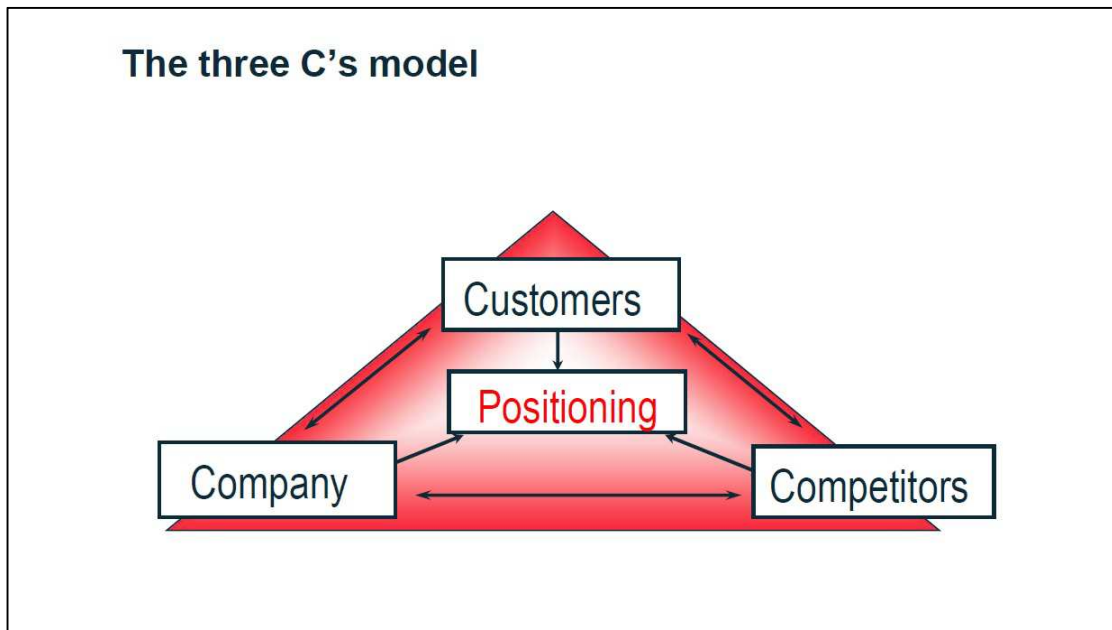 The three C’s model
Customers
Positioning
Company
Competitors